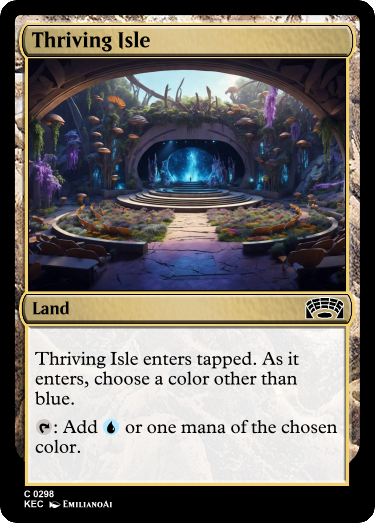 Thriving Isle
Land
Thriving Isle enters tapped. As it
enters, choose a color other than
blue.
: Add or one mana of the chosen
color.
C 0298
KEC EmilianoAi